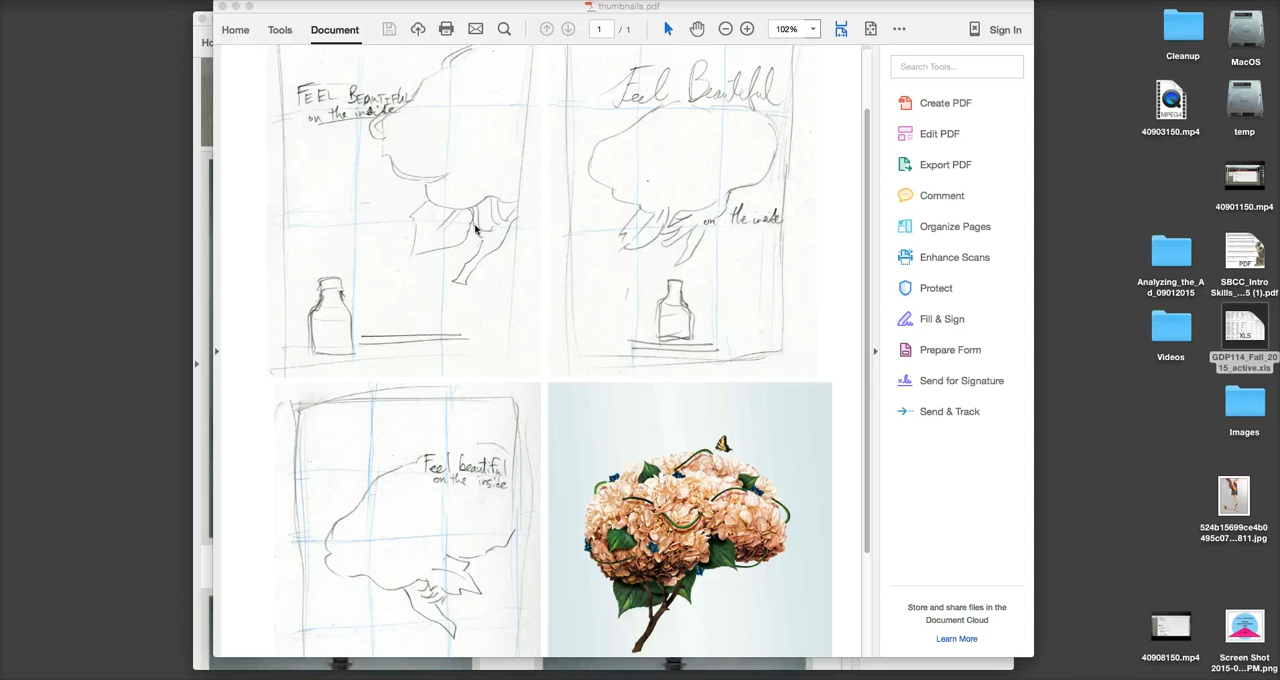 thumbnails.pdf
Home
Tools
Document
1 / 1
102%
Sign In
Search Tools...
Create PDF
Edit PDF
Export PDF
Comment
Organize Pages
Enhance Scans
Protect
Fill & Sign
Prepare Form
Send for Signature
Send & Track
Store and share files in the
Document Cloud
Learn More
FEEL BEAUTIFUL
on the inside
Feel Beautiful
on the inside
Feel beautiful
on the inside
Ho
Cleanup
MacOS
MPEG4
40903150.mp4
temp
40901150.mp4
PDF
Analyzing_the_A
d_09012015
SBCC_Intro
Skills_...5 (1).pdf
XLS
Videos
GDP114_Fall_20
15_active.xls
Images
524b15699ce4b0
495c07...811.jpg
40908150.mp4
Screen Shot
2015-0...PM.png